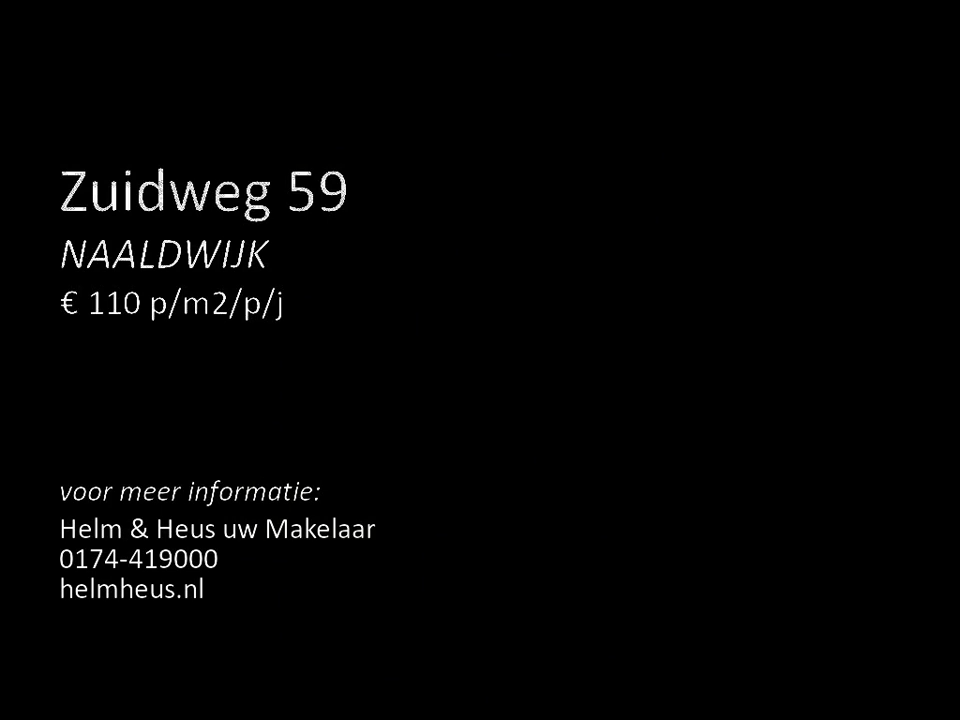 Zuidweg 59
NAALDWIJK
€ 110 p/m2/p/j
voor meer informatie:
Helm & Heus uw Makelaar
0174-419000
helmheus.nl